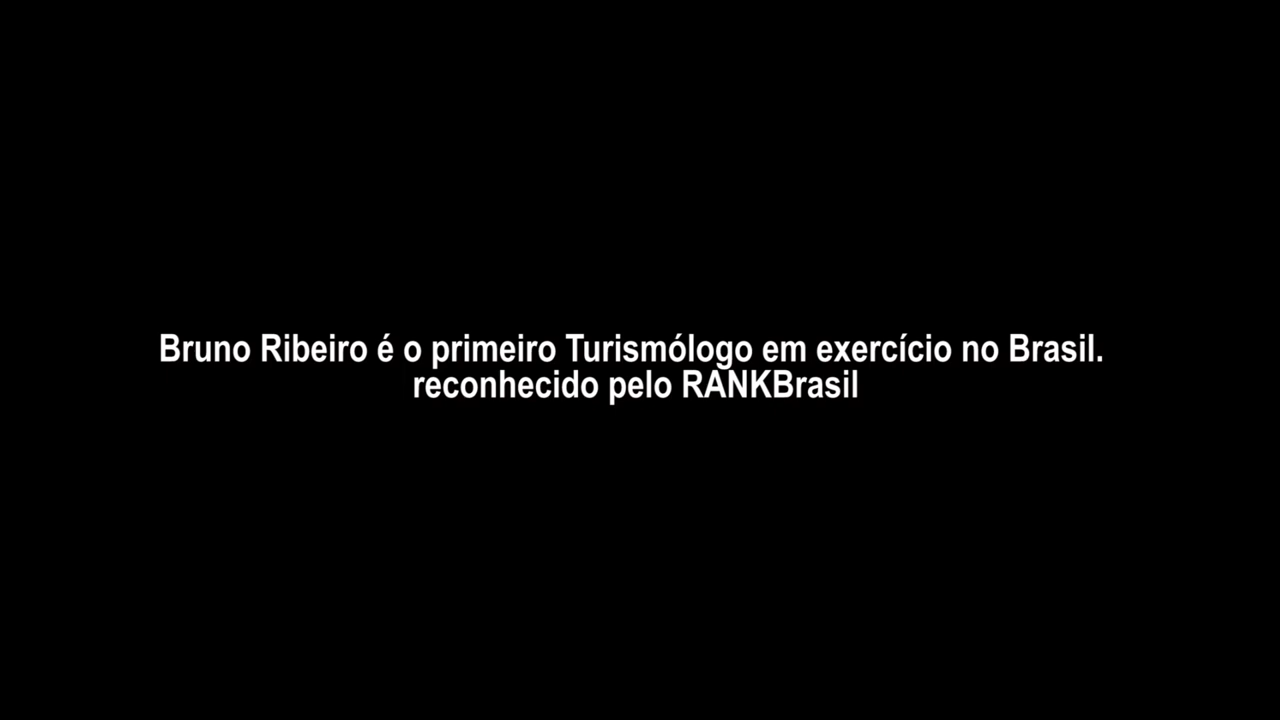 Bruno Ribeiro é o primeiro Turismólogo em exercício no Brasil.
reconhecido pelo RANKBrasil